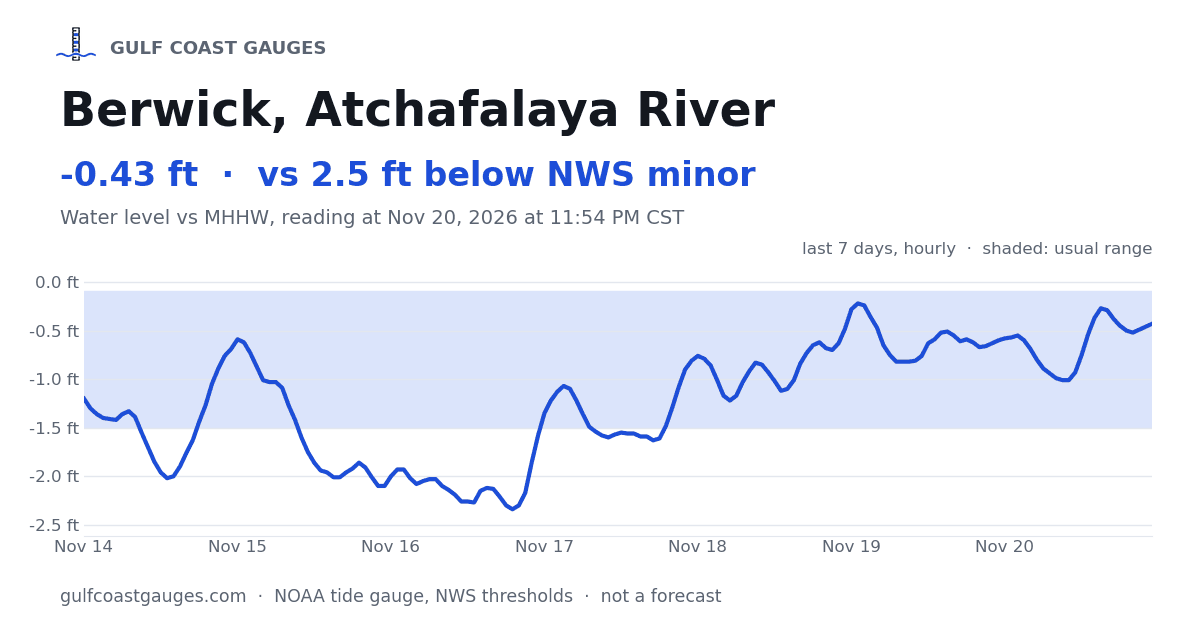 GULF COAST GAUGES
Berwick, Atchafalaya River
-0.43 ft · vs 2.5 ft below NWS minor
Water level vs MHHW, reading at Nov 20, 2026 at 11:54 PM CST
last 7 days, hourly · shaded: usual range
0.0 ft
-0.5 ft
-1.0 ft
-1.5 ft
-2.0 ft
-2.5 ft
Nov 14 Nov 15 Nov 16 Nov 17 Nov 18 Nov 19 Nov 20
gulfcoastgauges.com · NOAA tide gauge, NWS thresholds · not a forecast